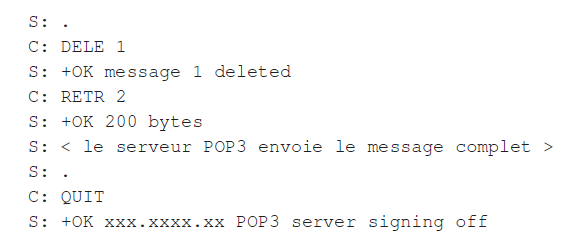 S: .
C: DELE 1
S: +OK message 1 deleted
C: RETR 2
S: +OK 200 bytes
S: < le serveur POP3 envoie le message complet >
S: .
C: QUIT
S: +OK xxx.xxxx.xx POP3 server signing off